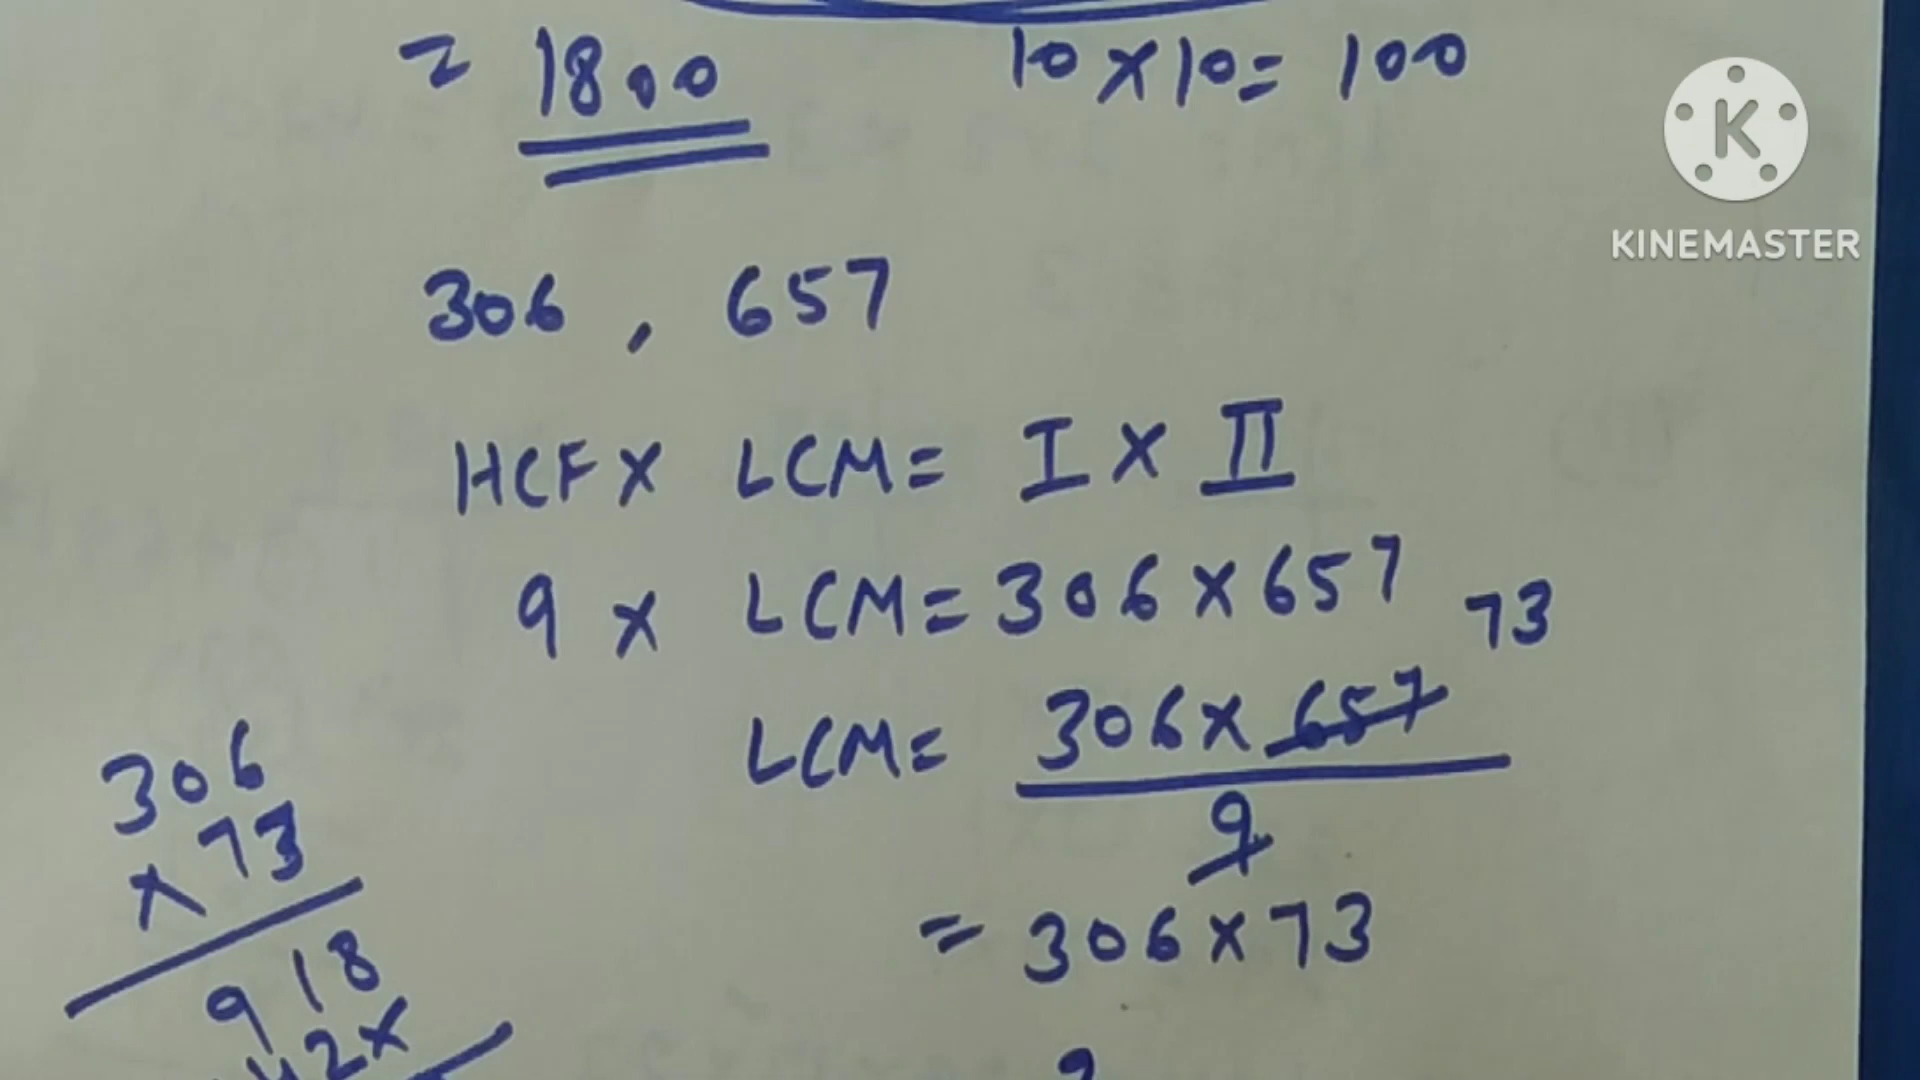 = 1800
10 × 10 = 100
K
KINEMASTER
306, 657
HCF × LCM = I × II
9 × LCM = 306 × 657
73
LCM = 306 × 657
9
= 306 × 73
306
× 73
918
42×